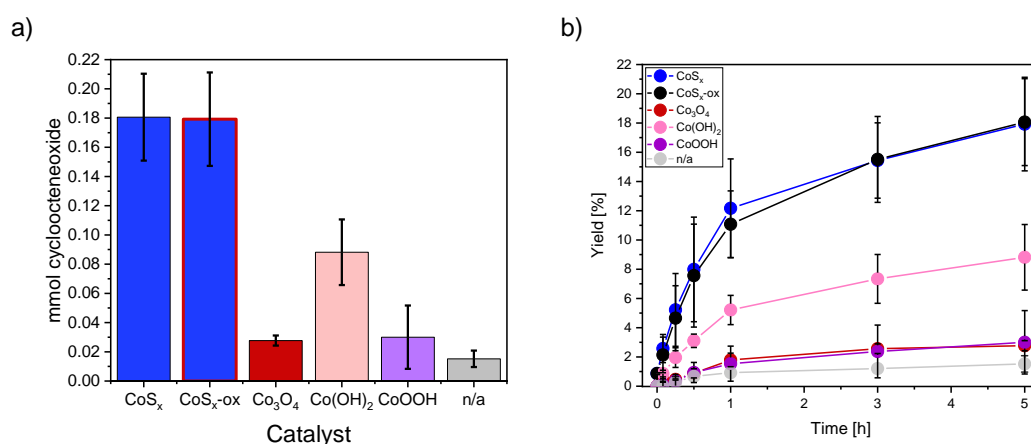 a)
mmol cycloocteneoxide
0.22
0.20
0.18
0.16
0.14
0.12
0.10
0.08
0.06
0.04
0.02
0.00
CoSₓ CoSₓ-ox Co₃O₄ Co(OH)₂ CoOOH n/a
Catalyst
b)
Yield [%]
22
20
18
16
14
12
10
8
6
4
2
0
CoSₓ
CoSₓ-ox
Co₃O₄
Co(OH)₂
CoOOH
n/a
0 1 2 3 4 5
Time [h]